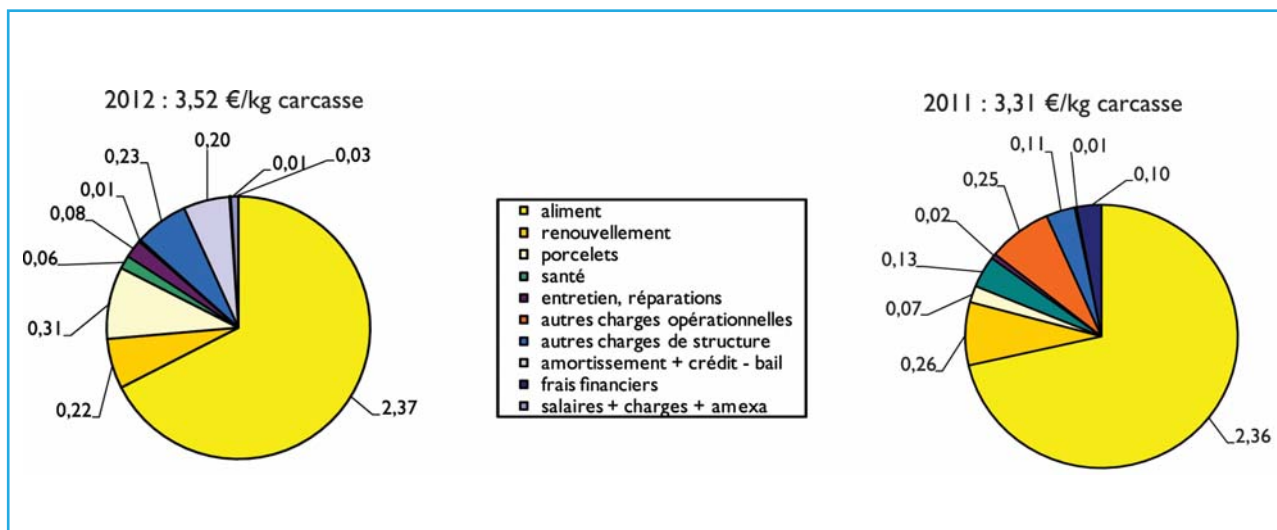 2012 : 3,52 €/kg carcasse
0,20
0,01
0,03
0,23
0,01
0,08
0,06
0,31
0,22
2,37
aliment
renouvellement
porcelets
santé
entretien, réparations
autres charges opérationnelles
autres charges de structure
amortissement + crédit - bail
frais financiers
salaires + charges + amexa
2011 : 3,31 €/kg carcasse
0,11
0,01
0,10
0,25
0,02
0,13
0,07
0,26
2,36